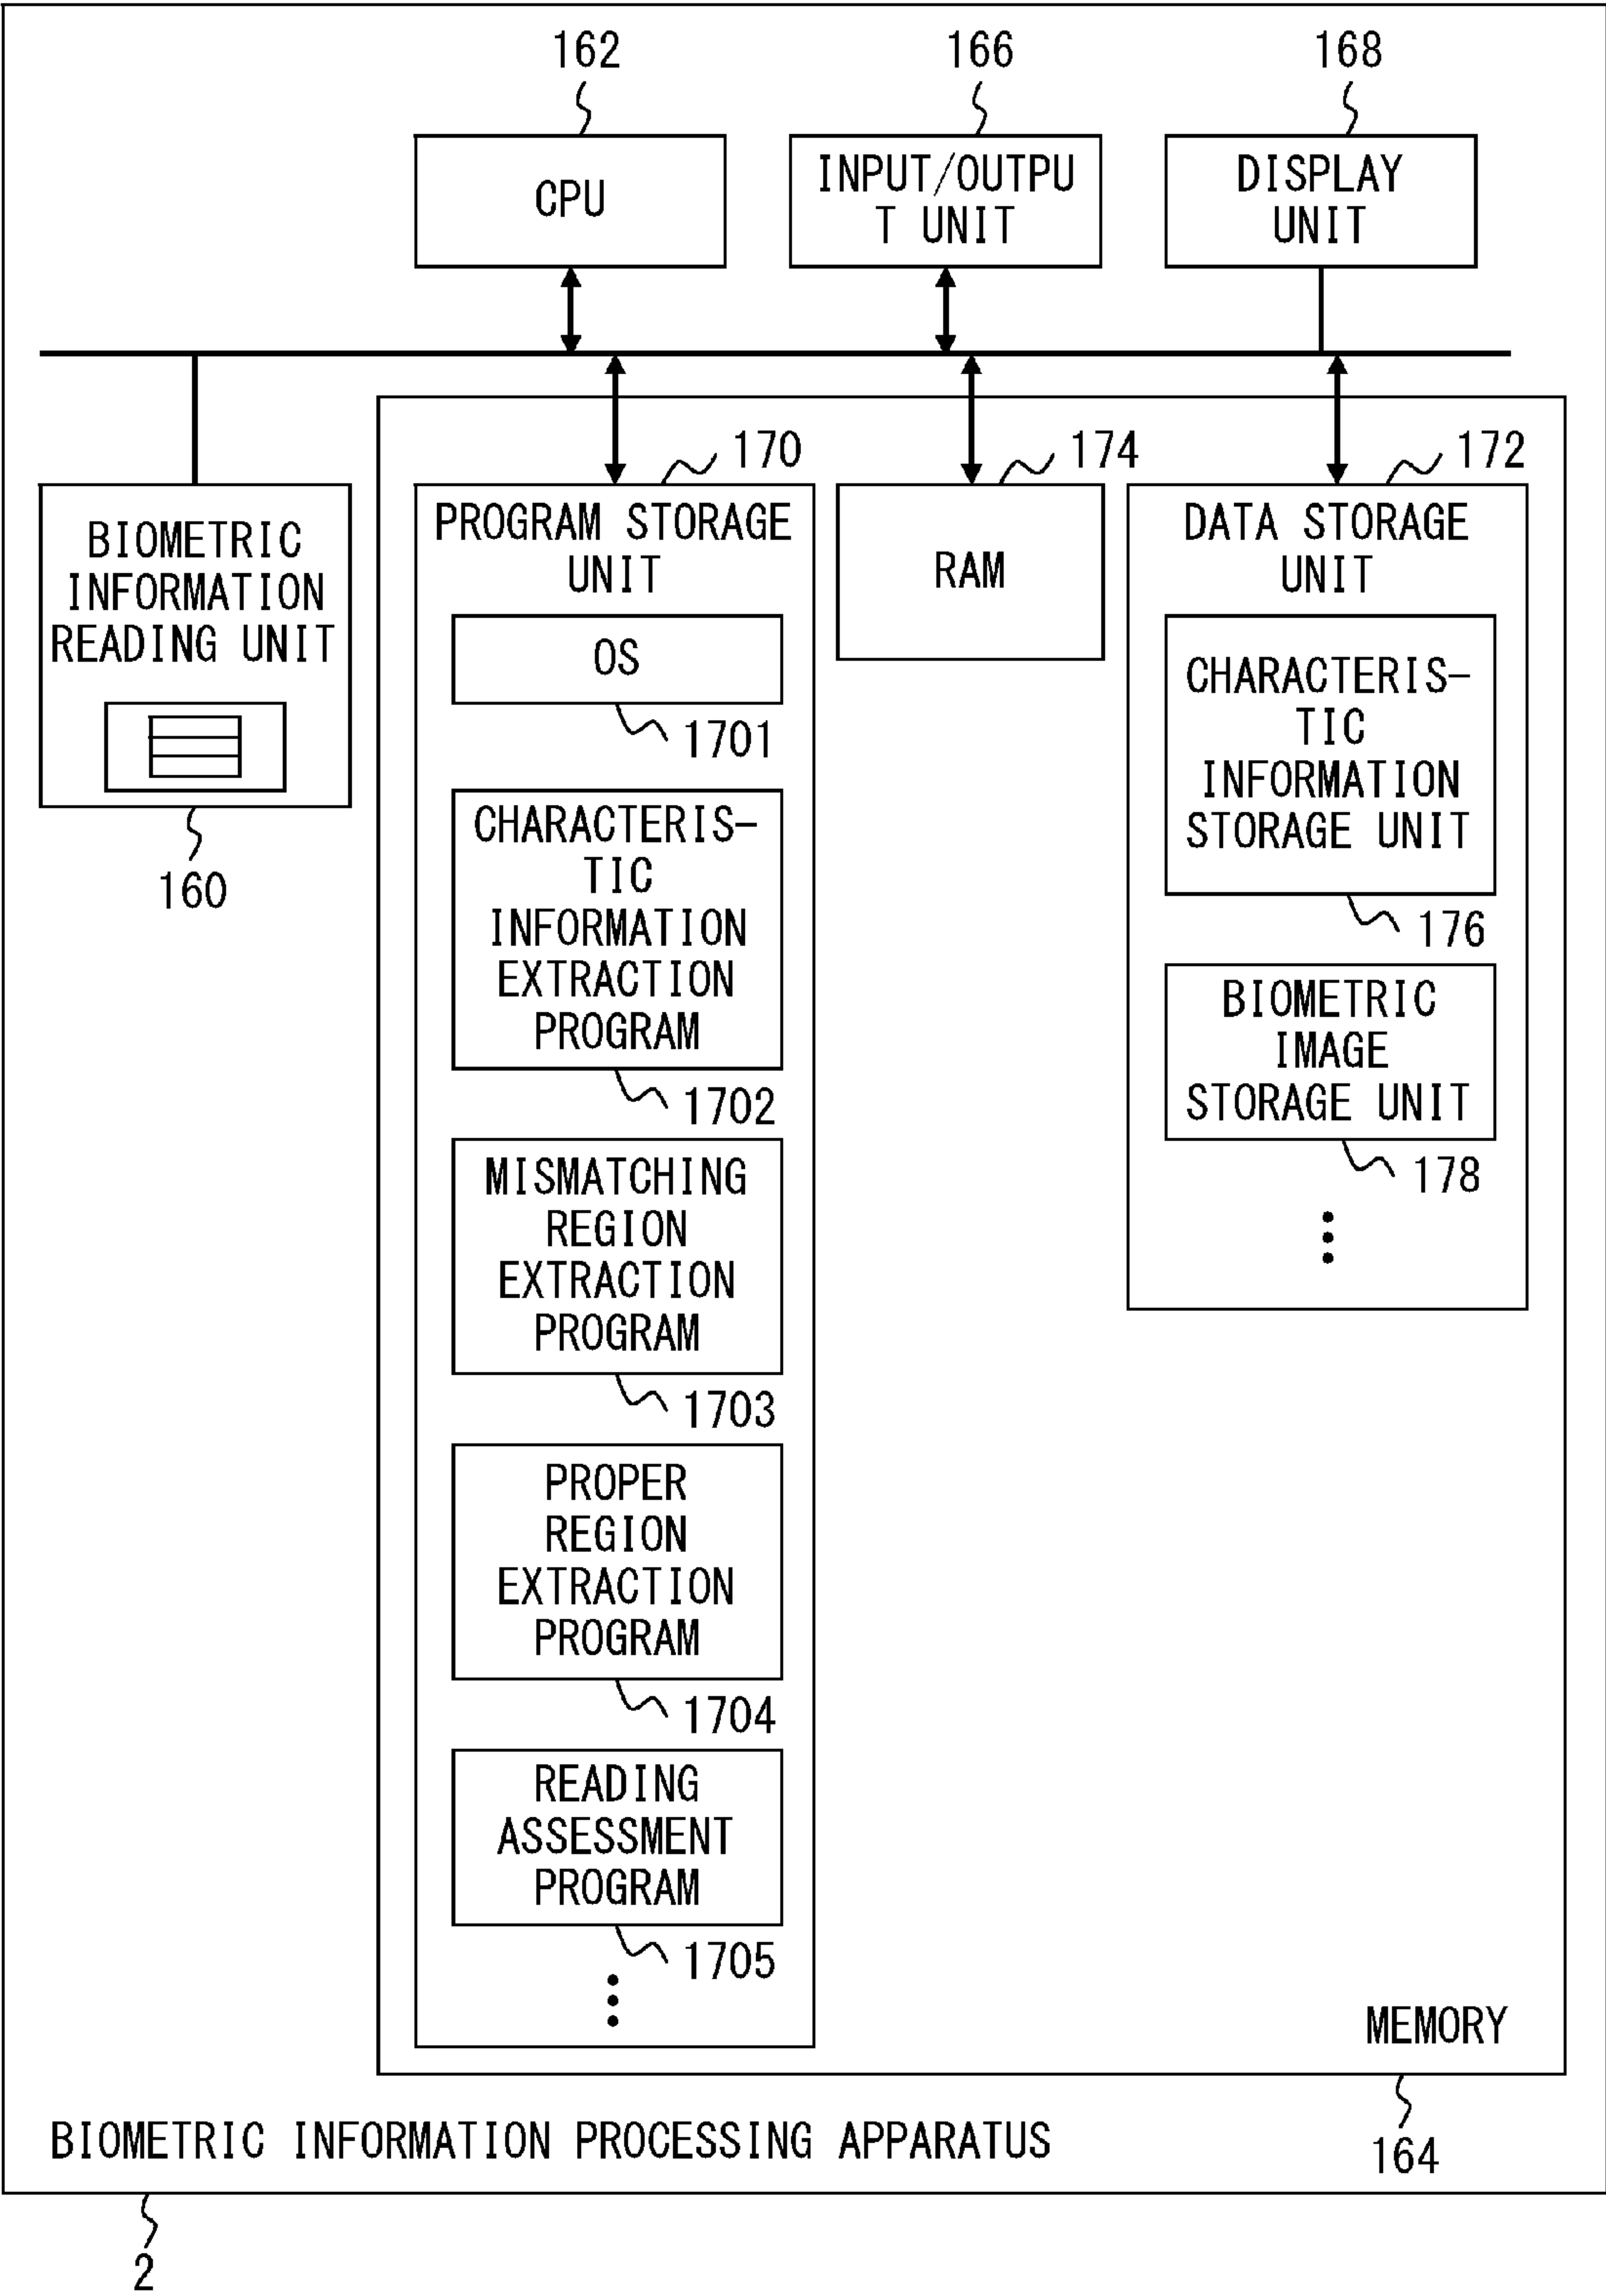 162
166
168
CPU
INPUT/OUTPU
T UNIT
DISPLAY
UNIT
170
174
172
BIOMETRIC
INFORMATION
READING UNIT
160
PROGRAM STORAGE
UNIT
OS
1701
CHARACTERIS-
TIC
INFORMATION
EXTRACTION
PROGRAM
1702
MISMATCHING
REGION
EXTRACTION
PROGRAM
1703
PROPER
REGION
EXTRACTION
PROGRAM
1704
READING
ASSESSMENT
PROGRAM
1705
RAM
DATA STORAGE
UNIT
CHARACTERIS-
TIC
INFORMATION
STORAGE UNIT
176
BIOMETRIC
IMAGE
STORAGE UNIT
178
MEMORY
164
BIOMETRIC INFORMATION PROCESSING APPARATUS
2